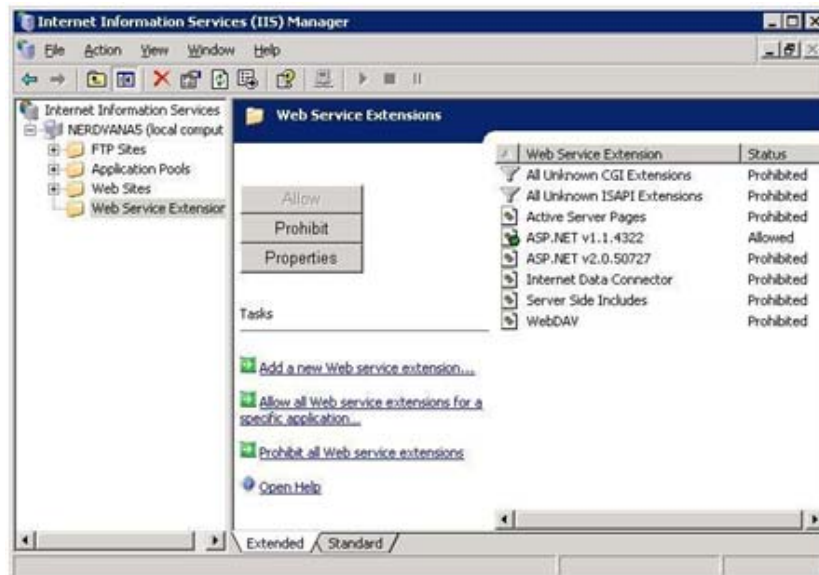 Internet Information Services (IIS) Manager
File Action View Window Help
Internet Information Services
NERDVANA5 (local comput
FTP Sites
Application Pools
Web Sites
Web Service Extension
Web Service Extensions
Allow
Prohibit
Properties
Tasks
Add a new Web service extension...
Allow all Web service extensions for a
specific application...
Prohibit all Web service extensions
Open Help
Web Service Extension Status
All Unknown CGI Extensions Prohibited
All Unknown ISAPI Extensions Prohibited
Active Server Pages Prohibited
ASP.NET v1.1.4322 Allowed
ASP.NET v2.0.50727 Prohibited
Internet Data Connector Prohibited
Server Side Includes Prohibited
WebDAV Prohibited
Extended Standard